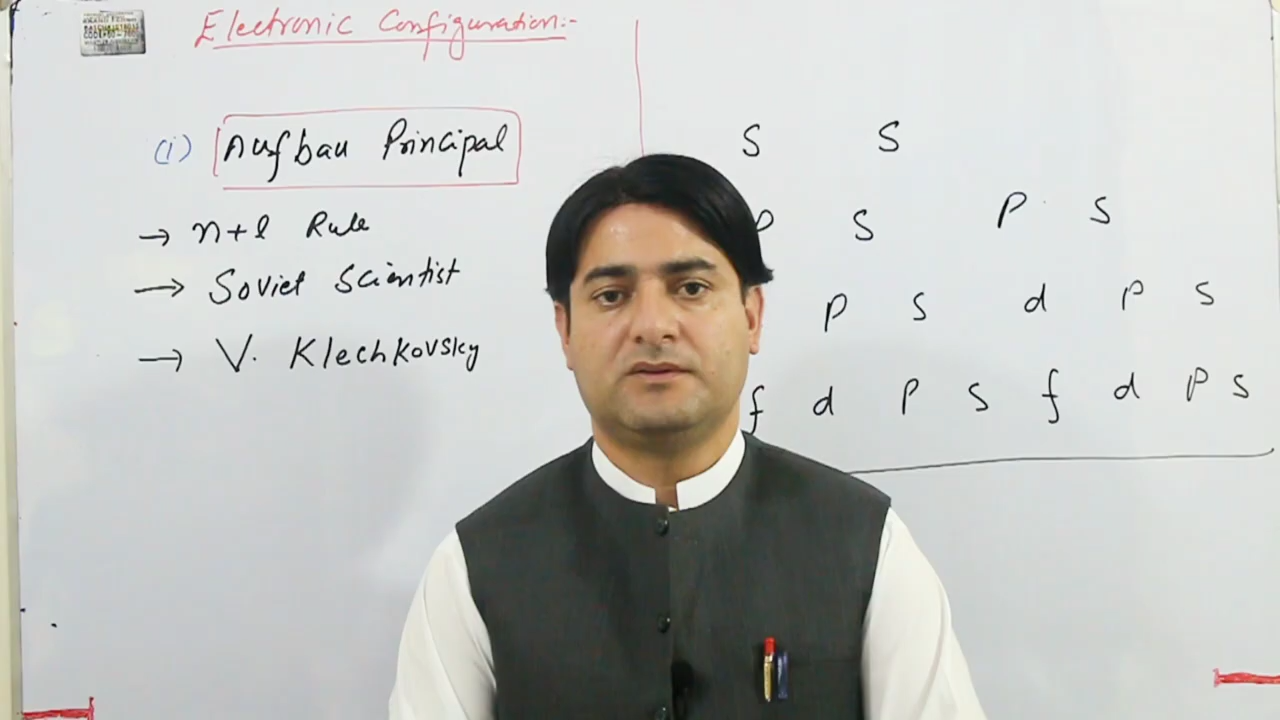 Electronic Configuration:-
(i) Aufbau Principal
→ n+l Rule
→ Soviet Scientist
→ V. Klechkovsky
S S
P S P S
P S d P S
f d P S f d P S